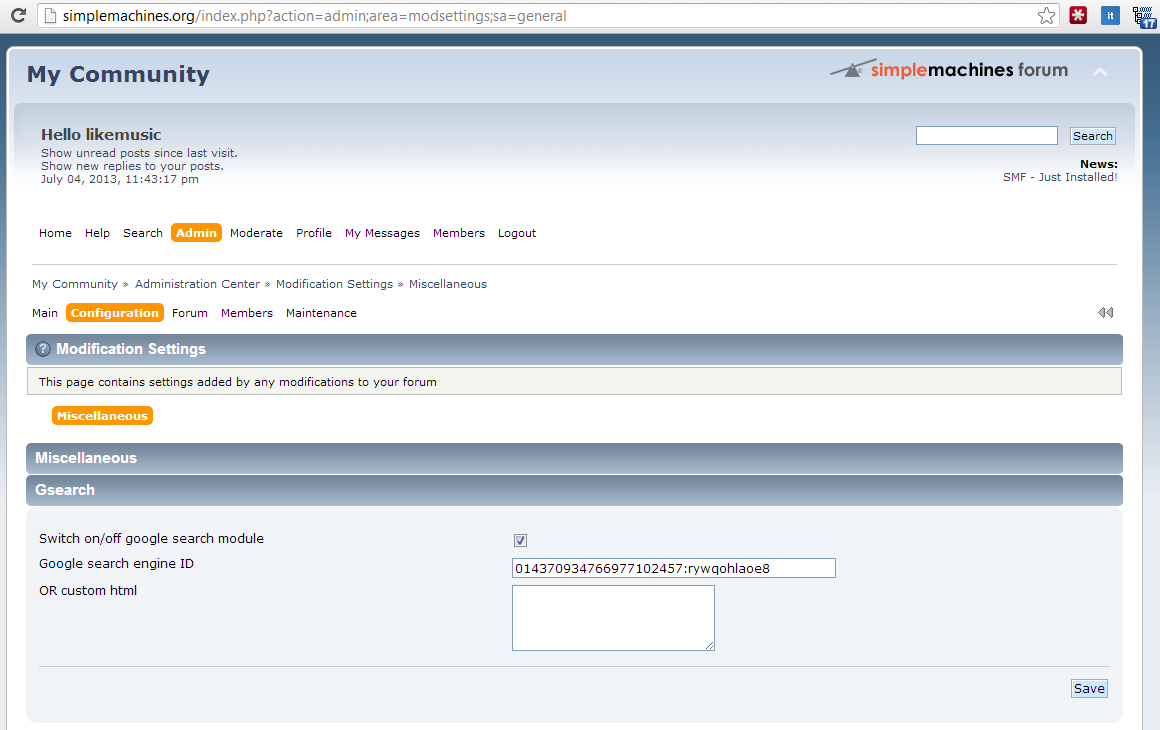 simplemachines.org/index.php?action=admin;area=modsettings;sa=general
It
17
My Community
simplemachines forum
Hello likemusic
Show unread posts since last visit.
Show new replies to your posts.
July 04, 2013, 11:43:17 pm
Search
News:
SMF - Just Installed!
Home Help Search Admin Moderate Profile My Messages Members Logout
My Community » Administration Center » Modification Settings » Miscellaneous
Main Configuration Forum Members Maintenance
? Modification Settings
This page contains settings added by any modifications to your forum
Miscellaneous
Miscellaneous
Gsearch
Switch on/off google search module
Google search engine ID 014370934766977102457:rywqohlaoe8
OR custom html
Save